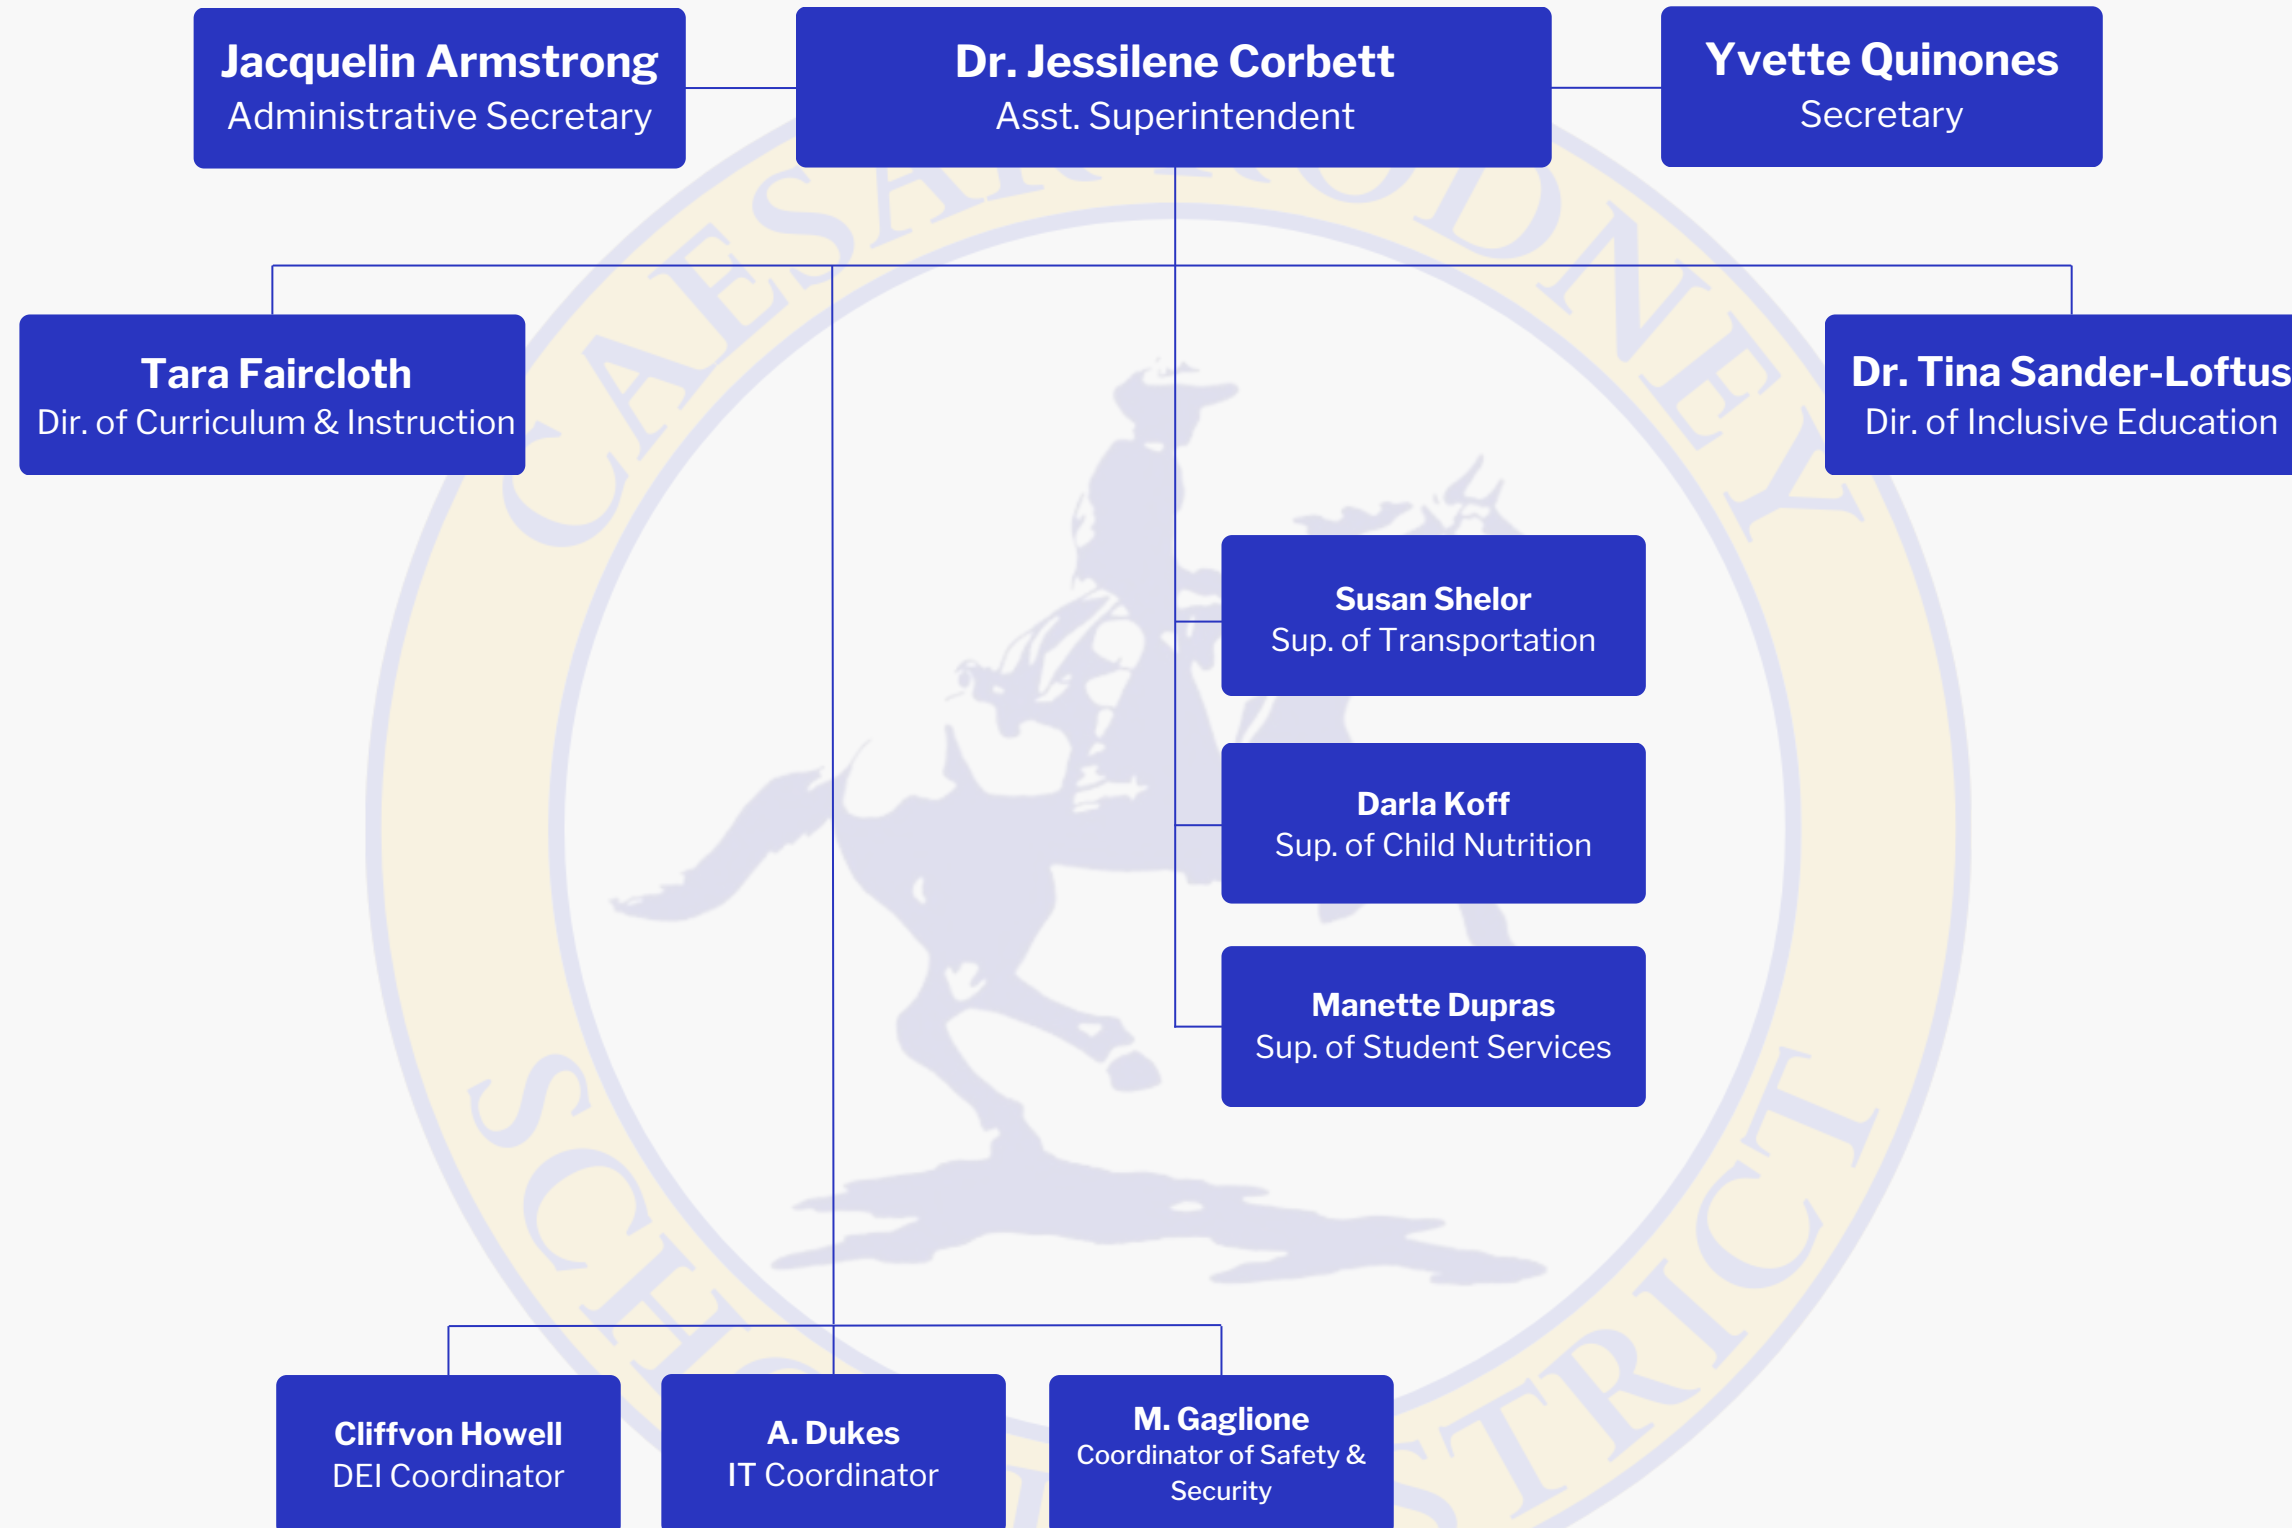 Jacquelin Armstrong
Administrative Secretary
Dr. Jessilene Corbett
Asst. Superintendent
Yvette Quinones
Secretary
CAESAR RODNEY
Tara Faircloth
Dir. of Curriculum & Instruction
Dr. Tina Sander-Loftus
Dir. of Inclusive Education
Susan Shelor
Sup. of Transportation
Darla Koff
Sup. of Child Nutrition
Manette Dupras
Sup. of Student Services
Cliffvon Howell
DEI Coordinator
A. Dukes
IT Coordinator
M. Gaglione
Coordinator of Safety &
Security